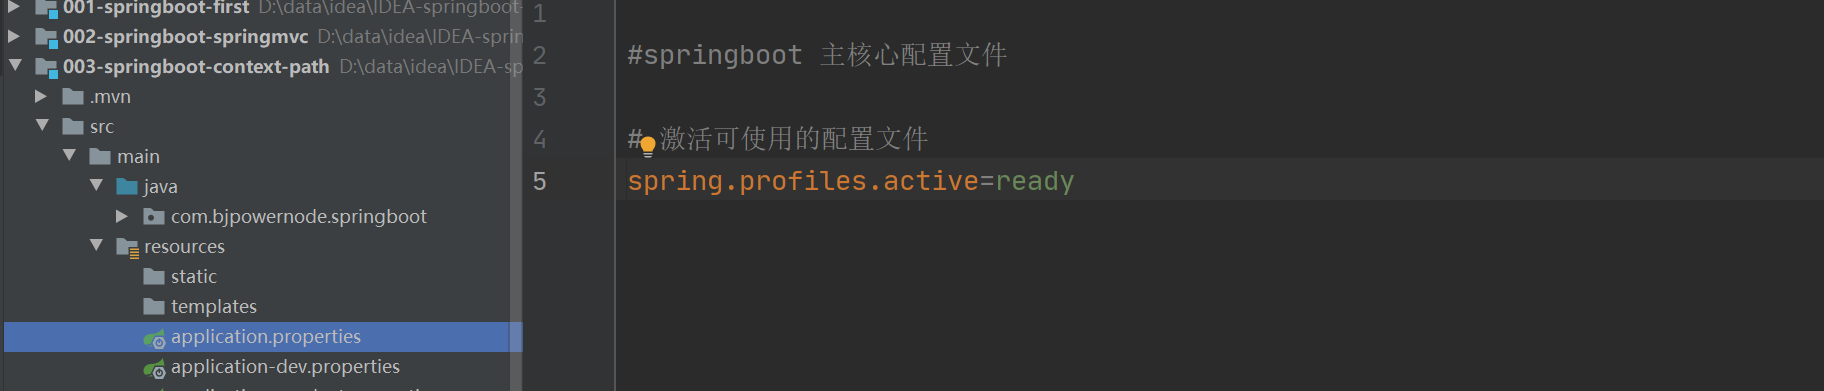 001-springboot-first D:\data\idea\IDEA-springboot-
002-springboot-springmvc D:\data\idea\IDEA-sprin
003-springboot-context-path D:\data\idea\IDEA-sp
.mvn
src
main
java
com.bjpowernode.springboot
resources
static
templates
application.properties
application-dev.properties
1
2 #springboot 主核心配置文件
3
4 # 激活可使用的配置文件
5 spring.profiles.active=ready